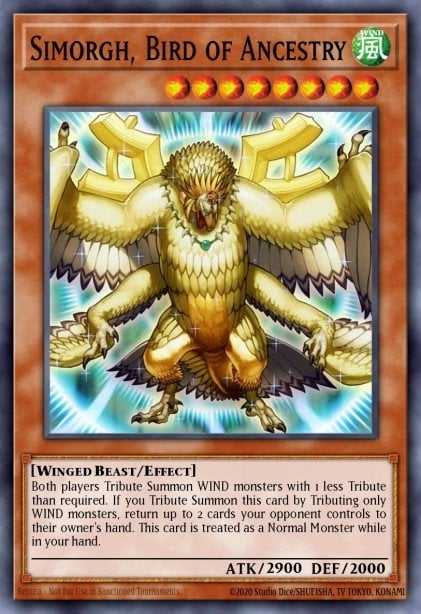 Simorgh, Bird of Ancestry
WIND
風
[Winged Beast/Effect]
Both players Tribute Summon WIND monsters with 1 less Tribute
than required. If you Tribute Summon this card by Tributing only
WIND monsters, return up to 2 cards your opponent controls to
their owner's hand. This card is treated as a Normal Monster while
in your hand.
ATK/2900 DEF/2000
Replica - Not For Use in Sanctioned Tournaments. ©2020 Studio Dice/SHUEISHA, TV TOKYO, KONAMI